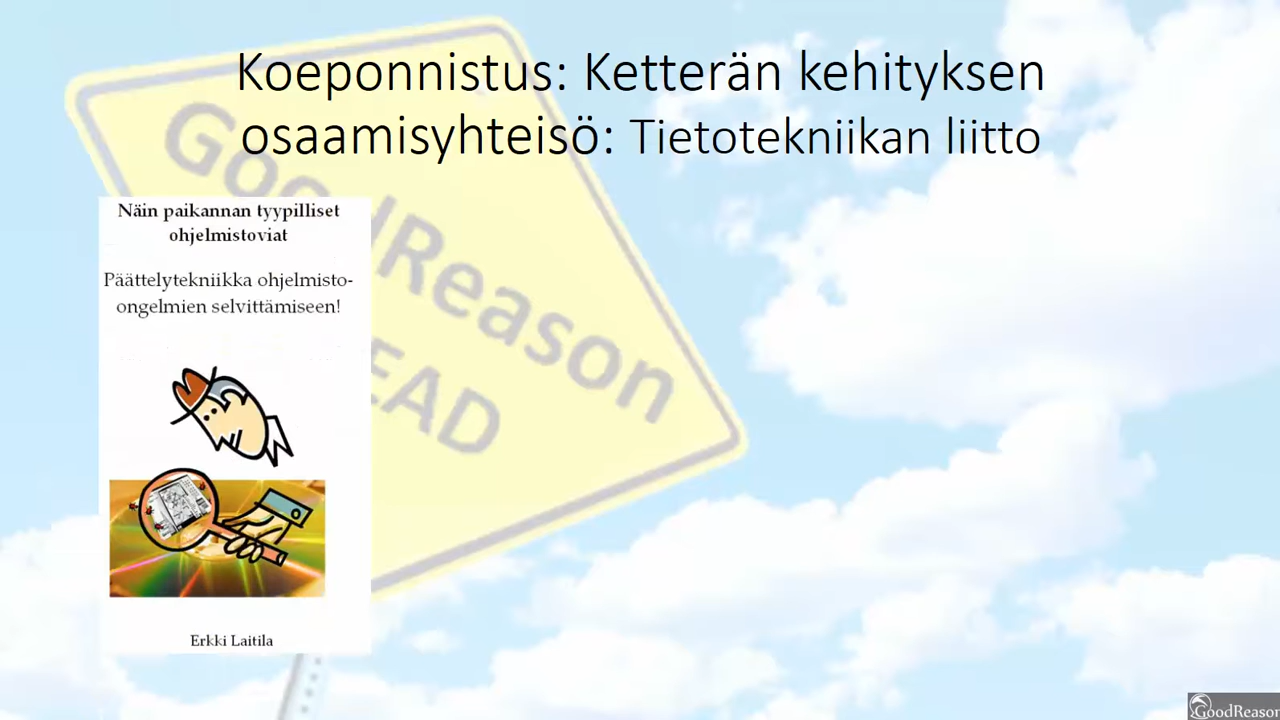 Koeponnistus: Ketterän kehityksen
osaamisyhteisö: Tietotekniikan liitto
GoodReason
EAD
Näin paikannan tyypilliset
ohjelmistoviat
Päättelytekniikka ohjelmisto-
ongelmien selvittämiseen!
Erkki Laitila
GoodReason